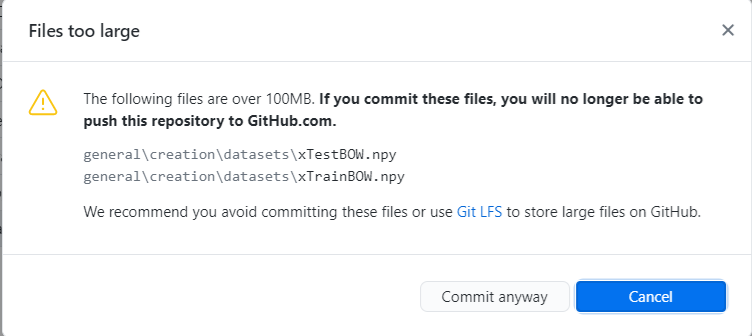 Files too large
The following files are over 100MB. If you commit these files, you will no longer be able to
push this repository to GitHub.com.
general\creation\datasets\xTestBOW.npy
general\creation\datasets\xTrainBOW.npy
We recommend you avoid committing these files or use Git LFS to store large files on GitHub.
Commit anyway
Cancel